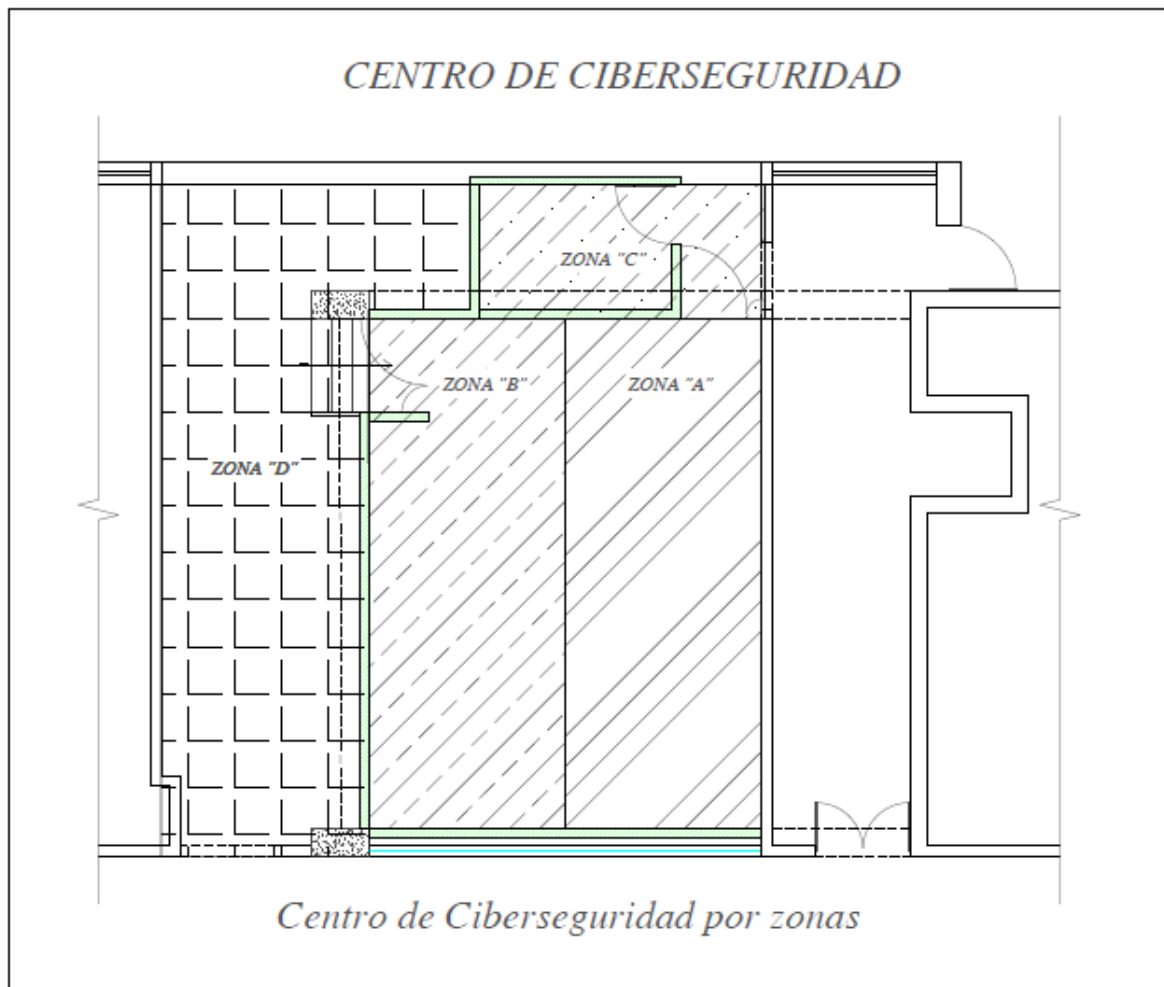 CENTRO DE CIBERSEGURIDAD
ZONA "C"
ZONA "B"
ZONA "A"
ZONA "D"
Centro de Ciberseguridad por zonas